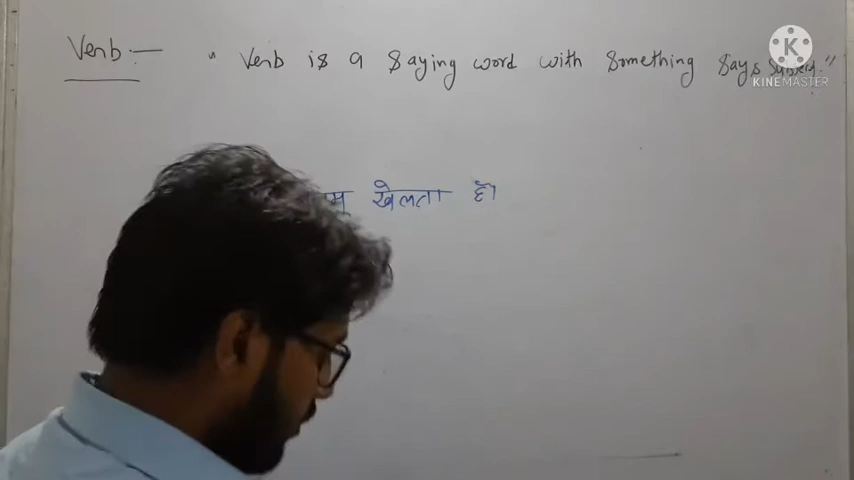 Verb :— " Verb is a saying word with something says
KINEMASTER
खेलता है।